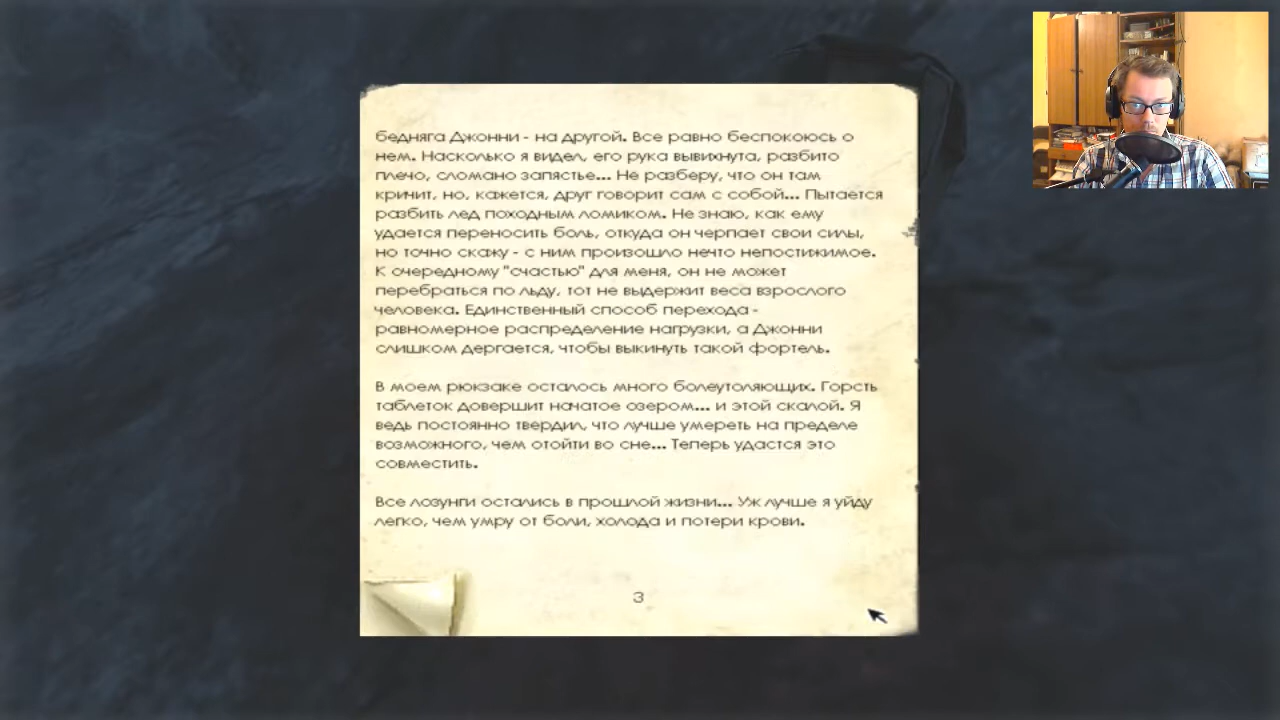 бедняга Джонни - на другой. Все равно беспокоюсь о
нем. Насколько я видел, его рука вывихнута, разбито
плечо, сломано запястье... Не разберу, что он там
кричит, но, кажется, друг говорит сам с собой... Пытается
разбить лед походным ломиком. Не знаю, как ему
удается переносить боль, откуда он черпает свои силы,
но точно скажу - с ним произошло нечто непостижимое.
К очередному "счастью" для меня, он не может
перебраться по льду, тот не выдержит веса взрослого
человека. Единственный способ перехода -
равномерное распределение нагрузки, а Джонни
слишком дергается, чтобы выкинуть такой фортель.
В моем рюкзаке осталось много болеутоляющих. Горсть
таблеток довершит начатое озером... и этой скалой. Я
ведь постоянно твердил, что лучше умереть на пределе
возможного, чем отойти во сне... Теперь удастся это
совместить.
Все лозунги остались в прошлой жизни... Уж лучше я уйду
легко, чем умру от боли, холода и потери крови.
3